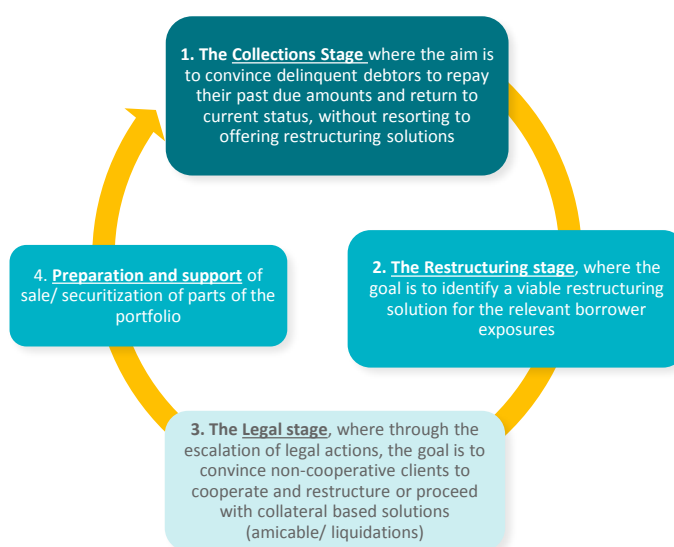 1. The Collections Stage where the aim is
to convince delinquent debtors to repay
their past due amounts and return to
current status, without resorting to
offering restructuring solutions
2. The Restructuring stage, where the
goal is to identify a viable restructuring
solution for the relevant borrower
exposures
3. The Legal stage, where through the
escalation of legal actions, the goal is to
convince non-cooperative clients to
cooperate and restructure or proceed
with collateral based solutions
(amicable/ liquidations)
4. Preparation and support of
sale/ securitization of parts of the
portfolio